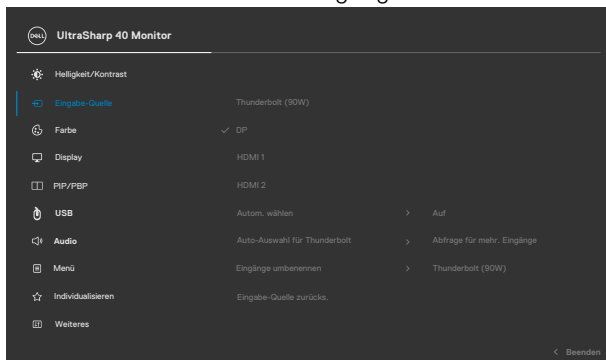 DELL UltraSharp 40 Monitor
Helligkeit/Kontrast
Eingabe-Quelle Thunderbolt (90W)
Farbe DP
Display HDMI 1
PIP/PBP HDMI 2
USB Autom. wählen > Auf
Audio Auto-Auswahl für Thunderbolt > Abfrage für mehr. Eingänge
Menü Eingänge umbenennen > Thunderbolt (90W)
Individualisieren Eingabe-Quelle zurücks.
Weiteres
< Beenden